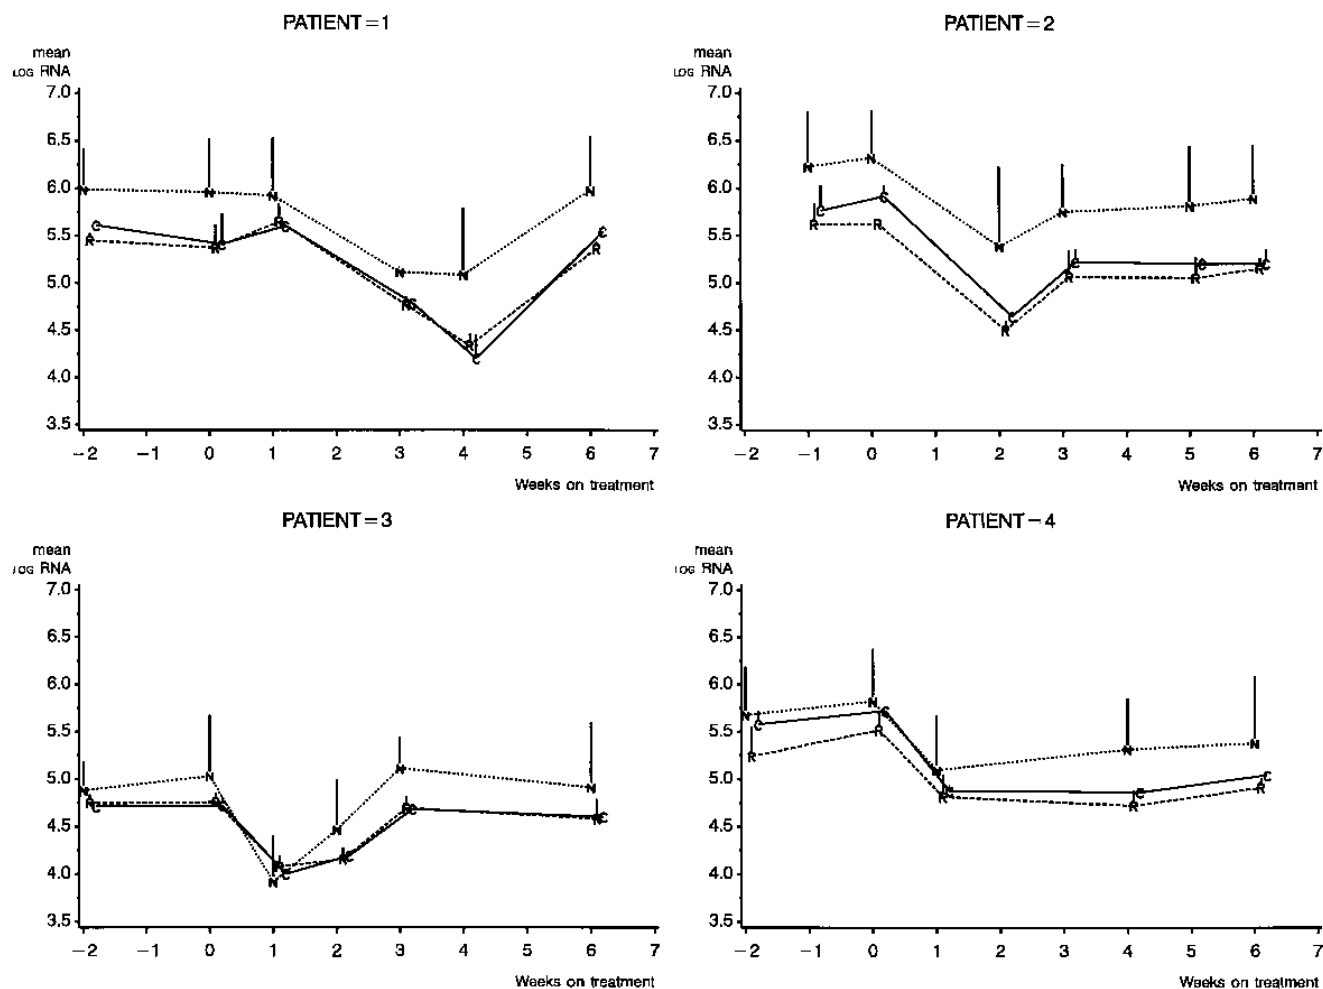 PATIENT=1
mean
LOG RNA
7.0
6.5
6.0
5.5
5.0
4.5
4.0
3.5
N N N N N N
C C C C C C
R R R R R R
−2 −1 0 1 2 3 4 5 6 7
Weeks on treatment
PATIENT=2
mean
LOG RNA
7.0
6.5
6.0
5.5
5.0
4.5
4.0
3.5
N N N N N N
C C C C C C
R R R R R R
−2 −1 0 1 2 3 4 5 6 7
Weeks on treatment
PATIENT=3
mean
LOG RNA
7.0
6.5
6.0
5.5
5.0
4.5
4.0
3.5
N N N N N N
C C C C C C
R R R R R R
−2 −1 0 1 2 3 4 5 6 7
Weeks on treatment
PATIENT−4
mean
LOG RNA
7.0
6.5
6.0
5.5
5.0
4.5
4.0
3.5
N N N N N
C C C C C
R R R R R
−2 −1 0 1 2 3 4 5 6 7
Weeks on treatment